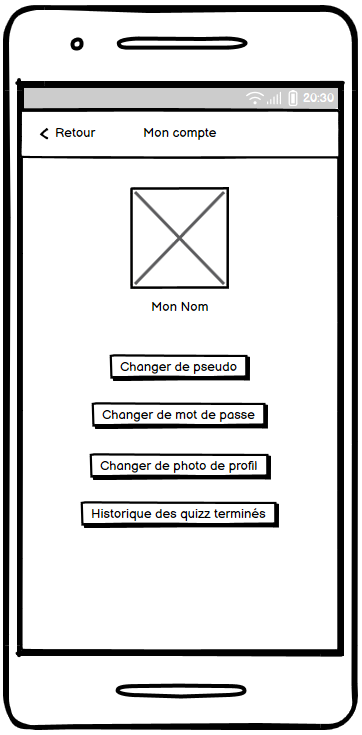 20:30
Retour
Mon compte
Mon Nom
Changer de pseudo
Changer de mot de passe
Changer de photo de profil
Historique des quizz terminés